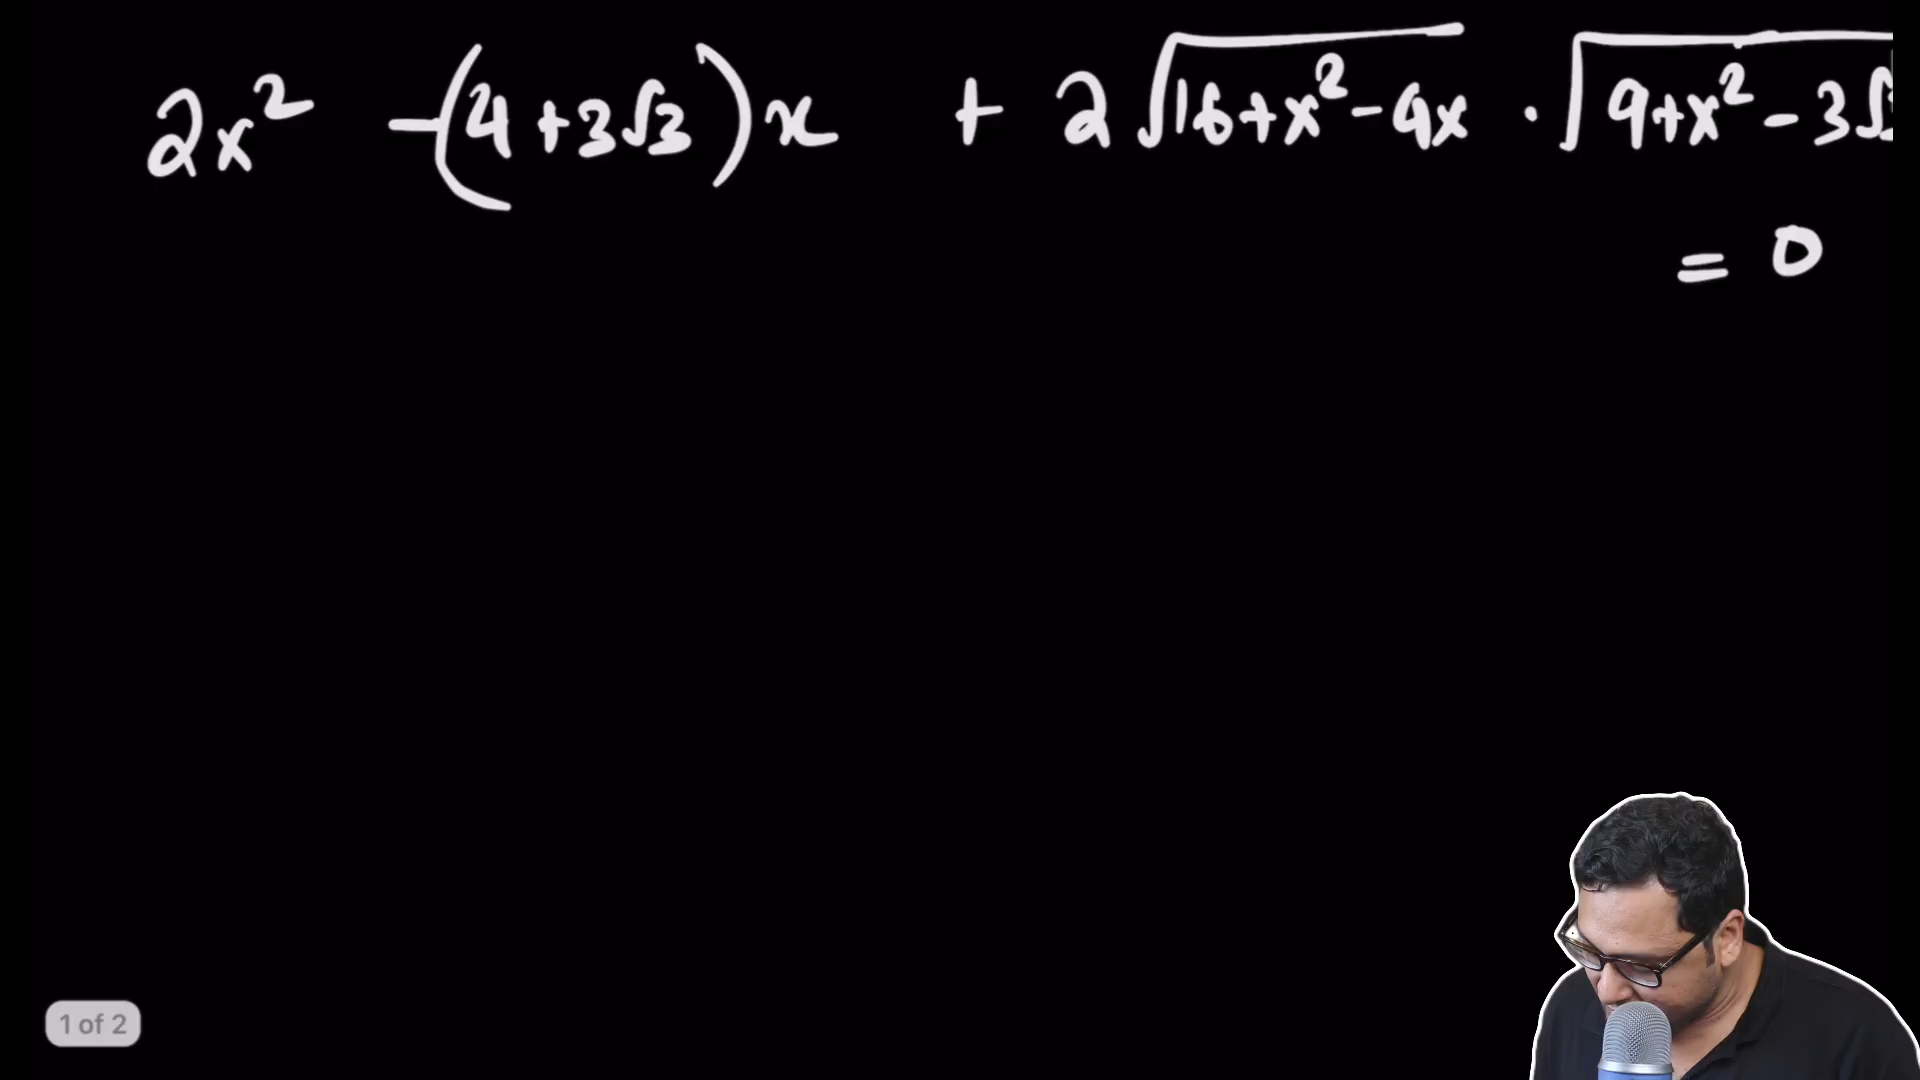 2x² -(4+3√3)x + 2√16+x²-4x · √9+x²-3√
= 0
1 of 2